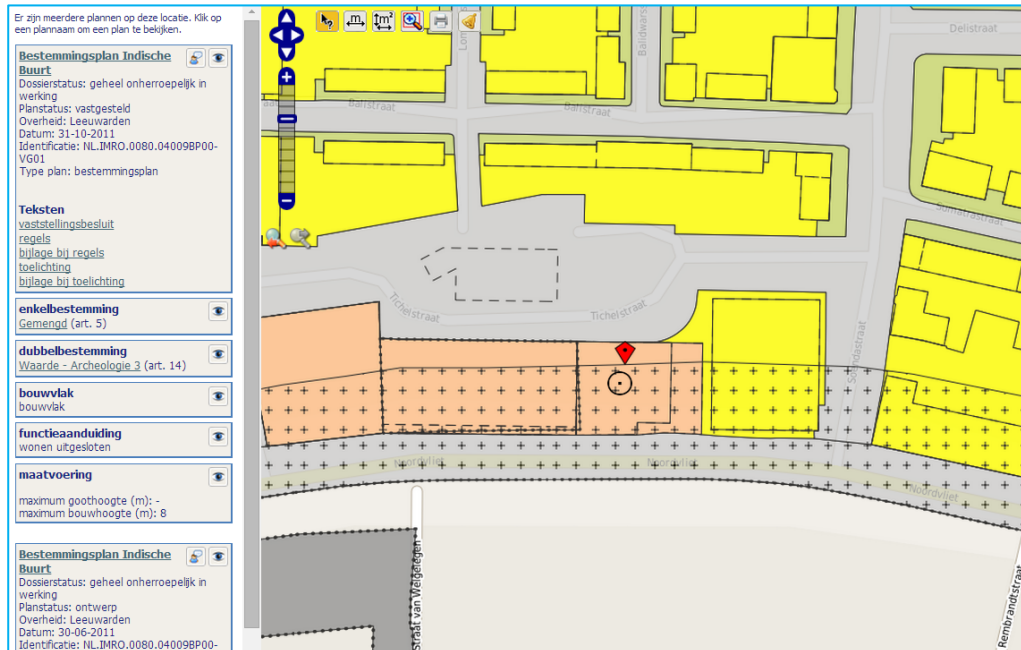 Er zijn meerdere plannen op deze locatie. Klik op
een plannaam om een plan te bekijken.
Bestemmingsplan Indische
Buurt
Dossierstatus: geheel onherroepelijk in
werking
Planstatus: vastgesteld
Overheid: Leeuwarden
Datum: 31-10-2011
Identificatie: NL.IMRO.0080.04009BP00-
VG01
Type plan: bestemmingsplan
Teksten
vaststellingsbesluit
regels
bijlage bij regels
toelichting
bijlage bij toelichting
enkelbestemming
Gemengd (art. 5)
dubbelbestemming
Waarde - Archeologie 3 (art. 14)
bouwvlak
bouwvlak
functieaanduiding
wonen uitgesloten
maatvoering
maximum goothoogte (m): -
maximum bouwhoogte (m): 8
Bestemmingsplan Indische
Buurt
Dossierstatus: geheel onherroepelijk in
werking
Planstatus: ontwerp
Overheid: Leeuwarden
Datum: 30-06-2011
Identificatie: NL.IMRO.0080.04009BP00-
m
m²
Delistraat
Balistraat
Balistraat
Sumatrastraat
Tichelstraat
Tichelstraat
Noordvliet
Noordvliet
Noordvliet
Straat van Welgelegen
Rembrandtstraat